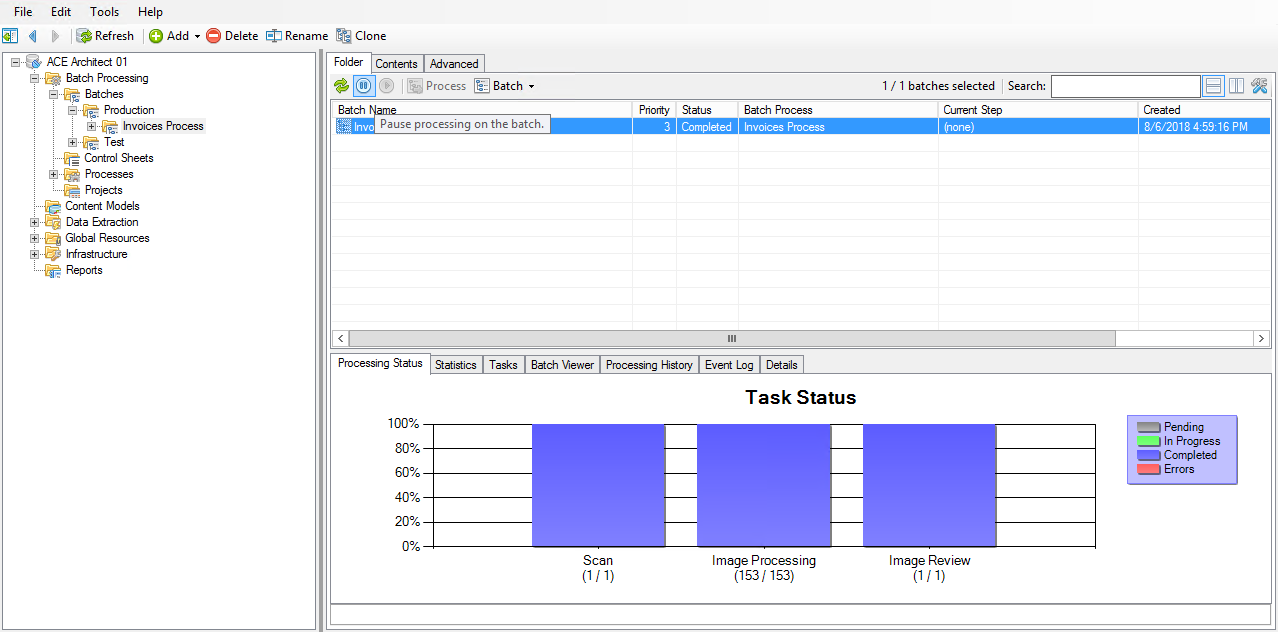 File Edit Tools Help
Refresh Add Delete Rename Clone
ACE Architect 01
Batch Processing
Batches
Production
Invoices Process
Test
Control Sheets
Processes
Projects
Content Models
Data Extraction
Global Resources
Infrastructure
Reports
Folder Contents Advanced
Process Batch 1 / 1 batches selected Search:
Batch Name Priority Status Batch Process Current Step Created
Pause processing on the batch.
3 Completed Invoices Process (none) 8/6/2018 4:59:16 PM
Processing Status Statistics Tasks Batch Viewer Processing History Event Log Details
Task Status
100%
80%
60%
40%
20%
0%
Scan Image Processing Image Review
(1 / 1) (153 / 153) (1 / 1)
Pending
In Progress
Completed
Errors